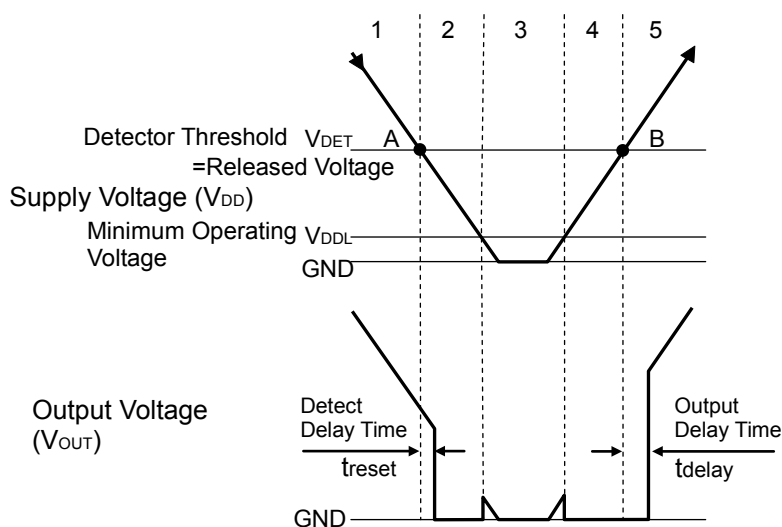 1 2 3 4 5
Detector Threshold VDET A B
=Released Voltage
Supply Voltage (VDD)
Minimum Operating VDDL
Voltage
GND
Output Voltage
(VOUT)
Detect
Delay Time
treset
Output
Delay Time
tdelay
GND